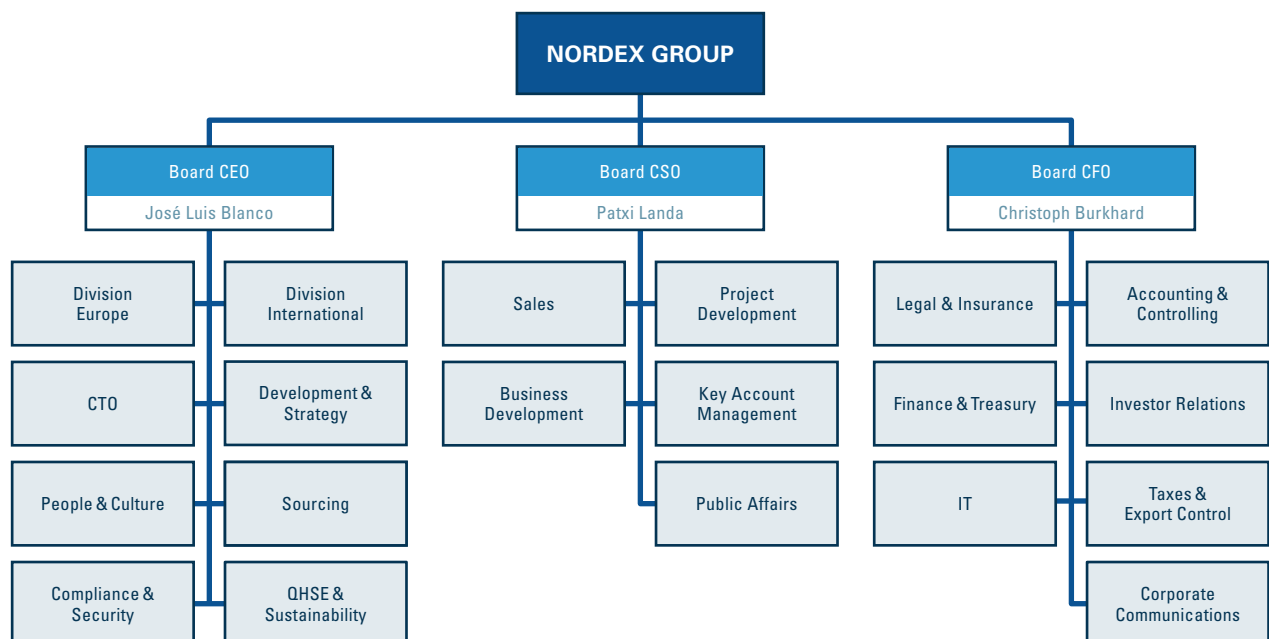 NORDEX GROUP
Board CEO
José Luis Blanco
Board CSO
Patxi Landa
Board CFO
Christoph Burkhard
Division
Europe
Division
International
CTO
Development &
Strategy
People & Culture
Sourcing
Compliance &
Security
QHSE &
Sustainability
Sales
Project
Development
Business
Development
Key Account
Management
Public Affairs
Legal & Insurance
Accounting &
Controlling
Finance & Treasury
Investor Relations
IT
Taxes &
Export Control
Corporate
Communications